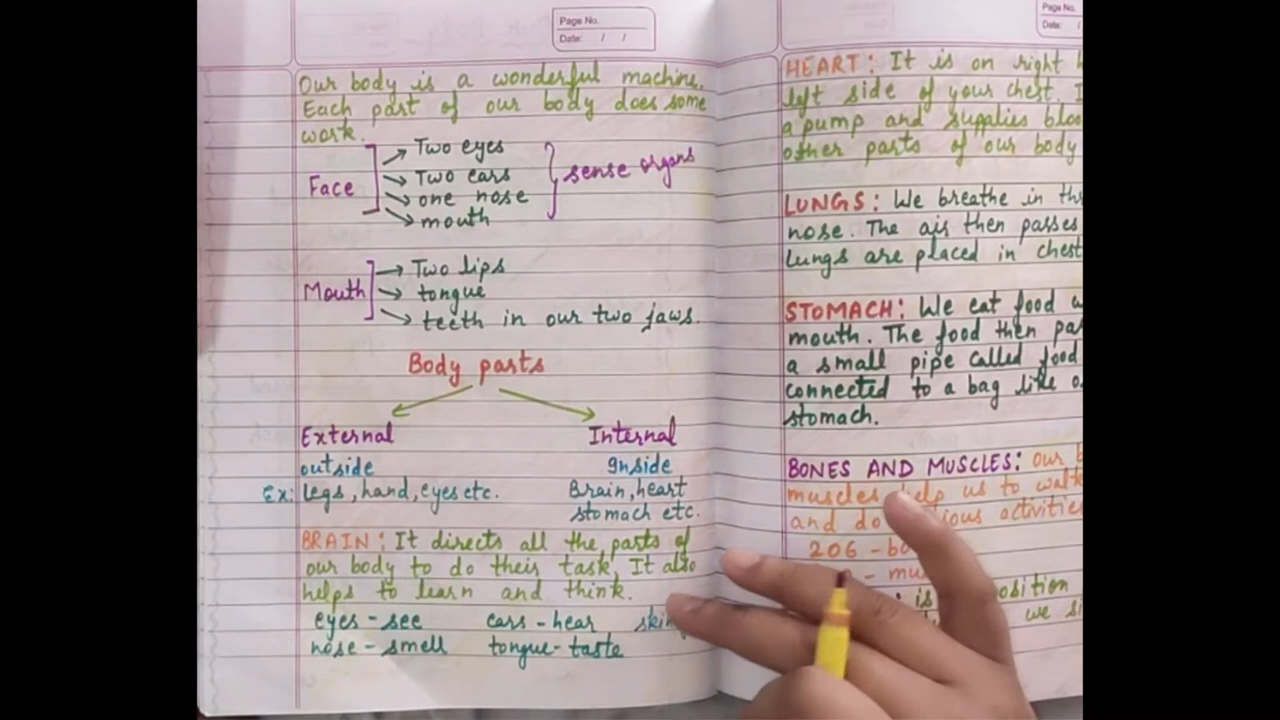 Page No.
Date: / /
Our body is a wonderful machine.
Each part of our body does some
work.
Face
Two eyes
Two ears
one nose
mouth
sense organs
Mouth
Two lips
tongue
teeth in our two jaws.
Body parts
External
Internal
outside
Inside
Ex: Legs, hand, eyes etc.
Brain, heart
stomach etc.
BRAIN: It directs all the parts of
our body to do their task. It also
helps to learn and think.
eyes - see ears - hear skin
nose - smell tongue - taste
Page No.
Date: /
HEART: It is on right
left side of your chest.
a pump and supplies
other parts of our body
LUNGS: We breathe in
nose. The air then passes
lungs are placed in chest
STOMACH: We eat food
mouth. The food then
a small pipe called food
connected to a bag like
stomach.
BONES AND MUSCLES: our
muscles help us to walk
and do activities
206 -
is
we